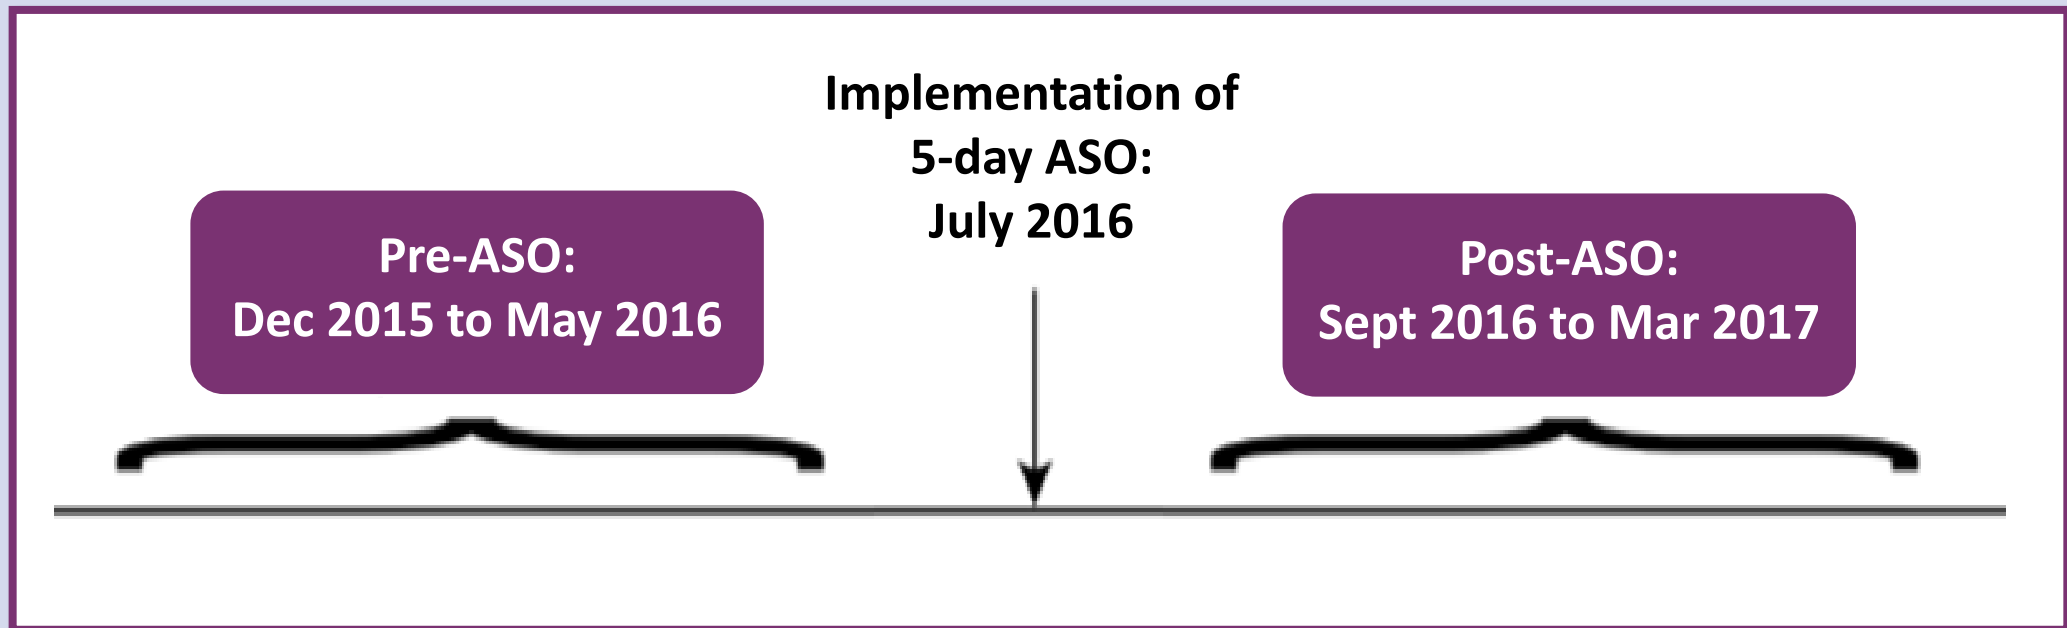 Implementation of
5-day ASO:
July 2016
Pre-ASO:
Dec 2015 to May 2016
Post-ASO:
Sept 2016 to Mar 2017